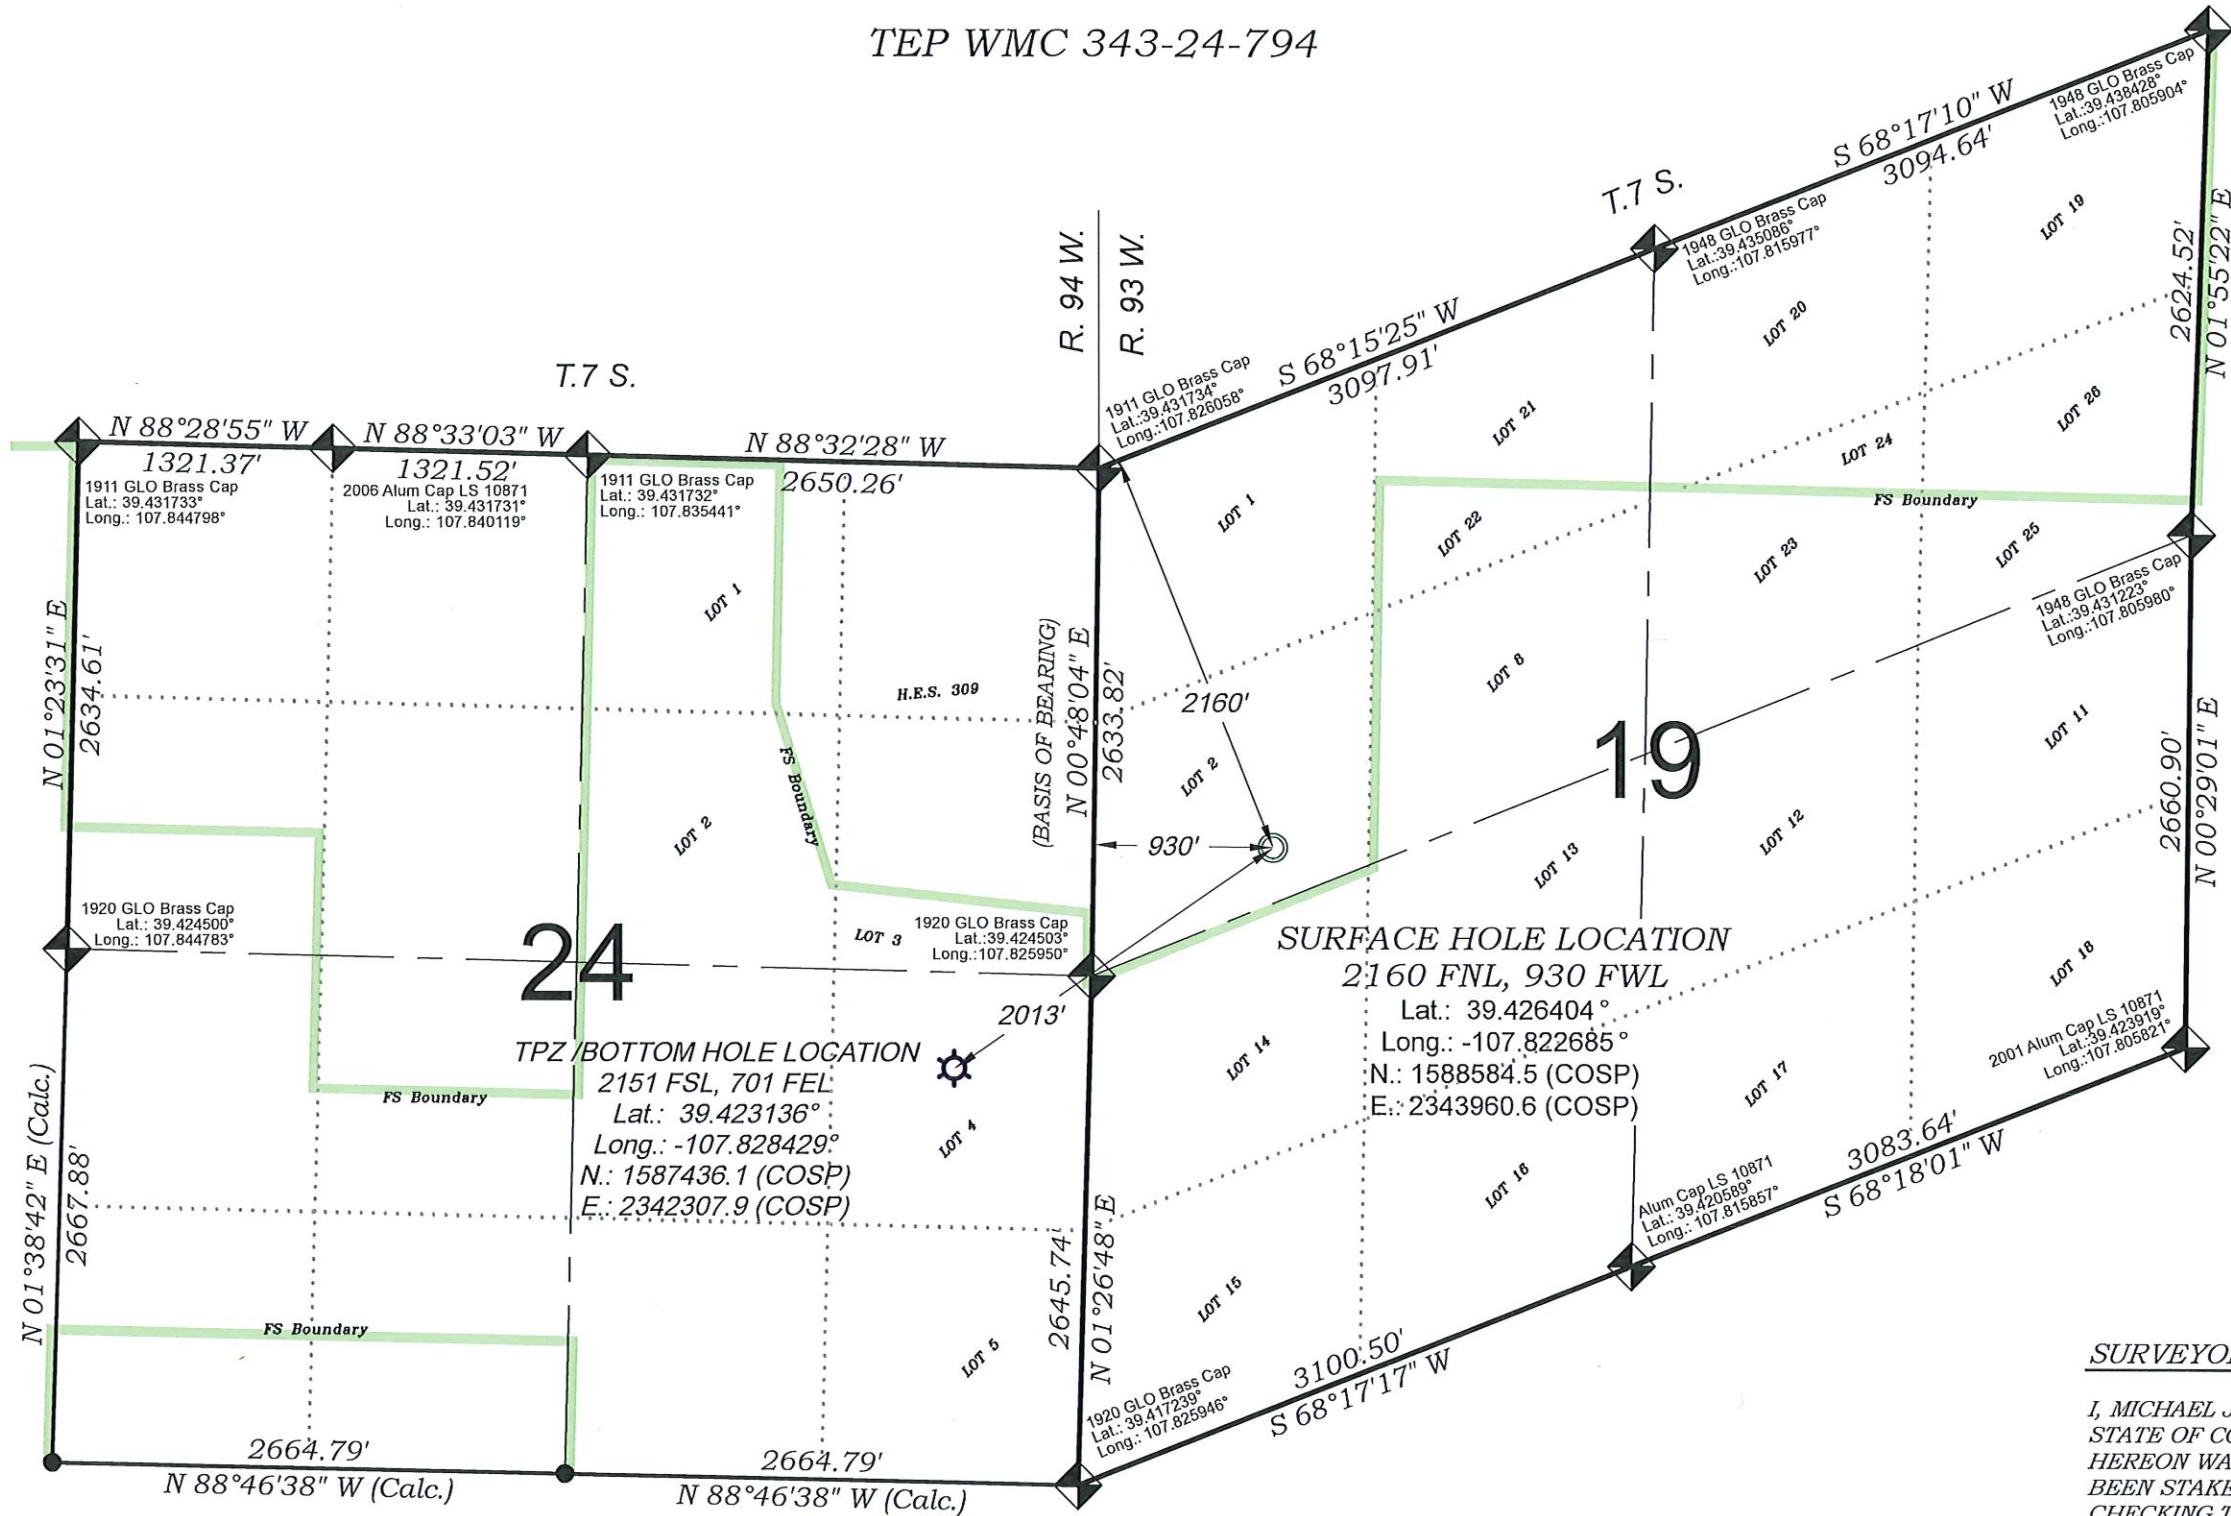 TEP WMC 343-24-794
T.7 S.
N 88°28'55" W
1321.37'
1911 GLO Brass Cap
Lat.: 39.431733°
Long.: 107.844798°
N 88°33'03" W
1321.52'
2006 Alum Cap LS 10871
Lat.: 39.431731°
Long.: 107.840119°
N 88°32'28" W
2650.26'
1911 GLO Brass Cap
Lat.: 39.431732°
Long.: 107.835441°
R. 94 W.
R. 93 W.
1911 GLO Brass Cap
Lat.:39.431734°
Long.:107.826058°
S 68°15'25" W
3097.91'
T.7 S.
1948 GLO Brass Cap
Lat.:39.435086°
Long.:107.815977°
S 68°17'10" W
3094.64'
1948 GLO Brass Cap
Lat.:39.438428°
Long.:107.805904°
2624.52'
N 01°55'22" E
LOT 19
LOT 20
LOT 21
LOT 26
LOT 24
FS Boundary
LOT 1
LOT 22
LOT 23
LOT 25
1948 GLO Brass Cap
Lat.:39.431223°
Long.:107.805980°
N 01°23'31" E
2634.61'
LOT 1
H.E.S. 309
(BASIS OF BEARING)
N 00°48'04" E
2633.82'
2160'
LOT 8
19
LOT 11
LOT 2
FS Boundary
LOT 2
930'
LOT 13
LOT 12
2660.90'
N 00°29'01" E
1920 GLO Brass Cap
Lat.: 39.424500°
Long.: 107.844783°
24
LOT 3
1920 GLO Brass Cap
Lat.:39.424503°
Long.:107.825950°
SURFACE HOLE LOCATION
2160 FNL, 930 FWL
Lat.: 39.426404°
Long.: -107.822685°
N.: 1588584.5 (COSP)
E.: 2343960.6 (COSP)
LOT 18
2013'
TPZ /BOTTOM HOLE LOCATION
2151 FSL, 701 FEL
Lat.: 39.423136°
Long.: -107.828429°
N.: 1587436.1 (COSP)
E.: 2342307.9 (COSP)
FS Boundary
LOT 4
LOT 14
LOT 17
2001 Alum Cap LS 10871
Lat.:39.423919°
Long.:107.805821°
N 01°38'42" E (Calc.)
2667.88'
LOT 16
Alum Cap LS 10871
Lat.: 39.420589°
Long.: 107.815857°
3083.64'
S 68°18'01" W
FS Boundary
LOT 5
2645.74'
N 01°26'48" E
LOT 15
1920 GLO Brass Cap
Lat.: 39.417239°
Long.: 107.825946°
3100.50'
S 68°17'17" W
2664.79'
N 88°46'38" W (Calc.)
2664.79'
N 88°46'38" W (Calc.)
I, MICHAEL
STATE OF
HEREON
BEEN
CHECKING